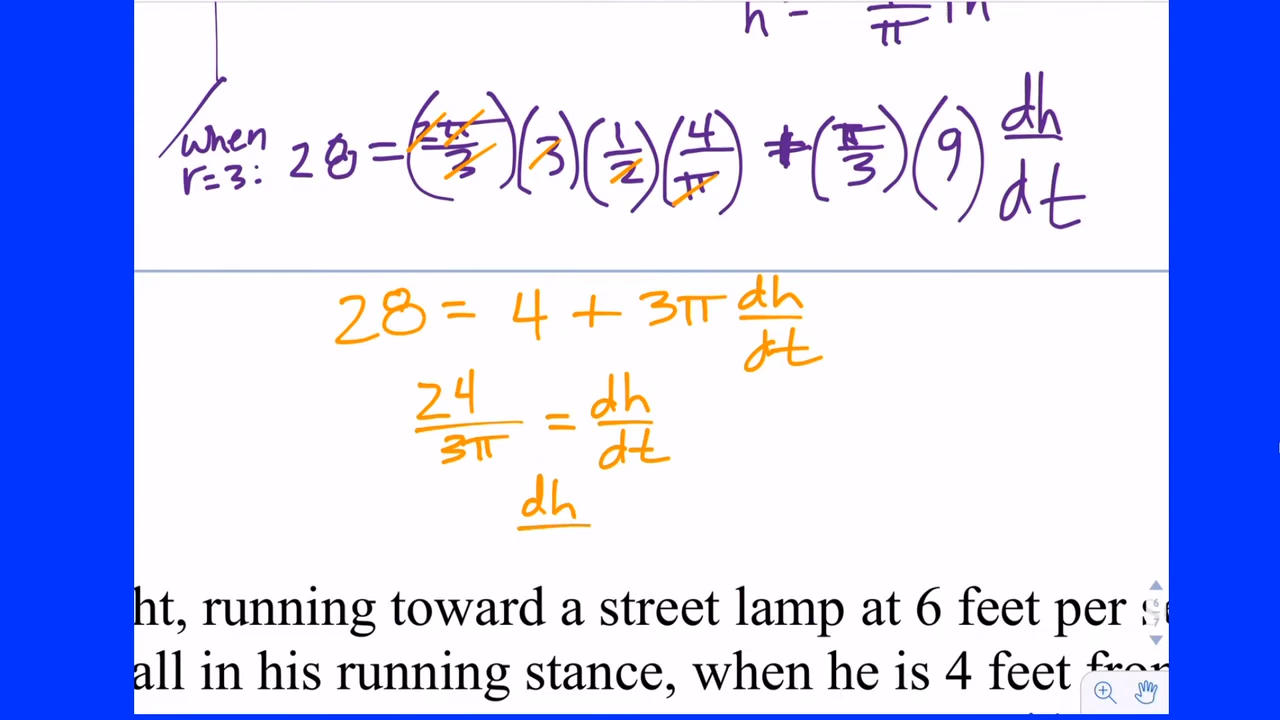 when
r=3: 28 = (2π/3)(3)(1/2)(4/π) + (π/3)(9) dh/dt
28 = 4 + 3π dh/dt
24/3π = dh/dt
dh
ht, running toward a street lamp at 6 feet per
all in his running stance, when he is 4 feet